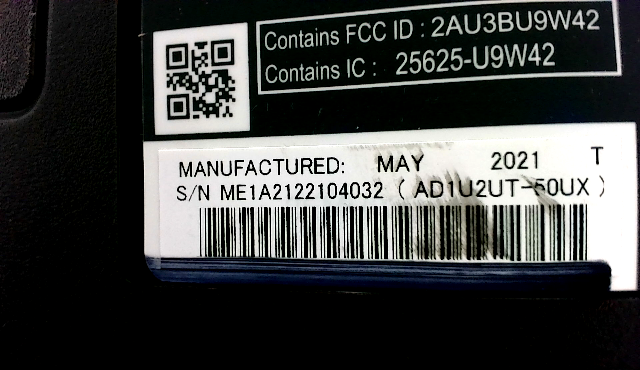 Contains FCC ID : 2AU3BU9W42
Contains IC : 25625-U9W42
MANUFACTURED: MAY 2021 T
S/N ME1A2122104032 ( AD1U2UT-50UX )